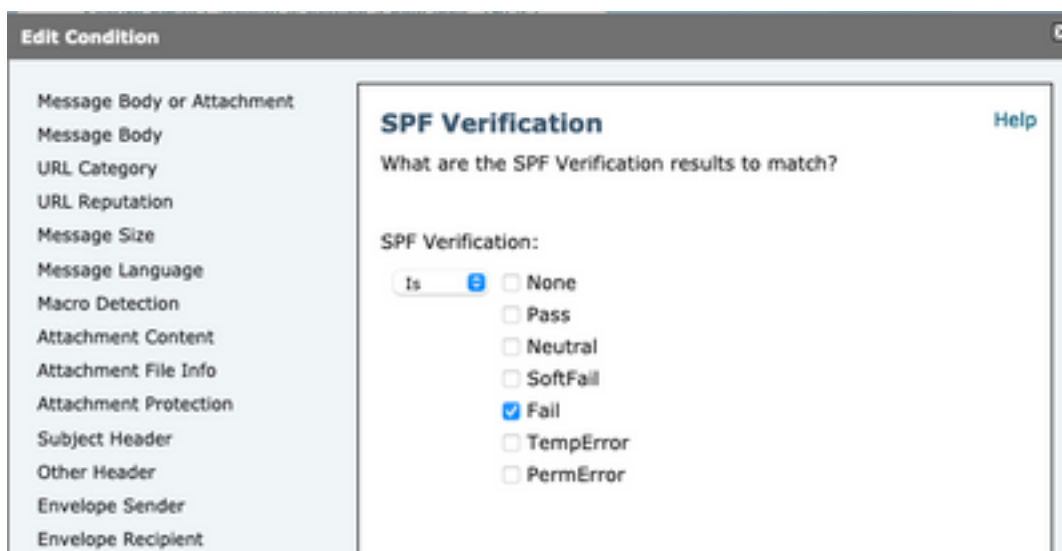 Edit Condition
Message Body or Attachment
Message Body
URL Category
URL Reputation
Message Size
Message Language
Macro Detection
Attachment Content
Attachment File Info
Attachment Protection
Subject Header
Other Header
Envelope Sender
Envelope Recipient
SPF Verification
Help
What are the SPF Verification results to match?
SPF Verification:
Is
None
Pass
Neutral
SoftFail
Fail
TempError
PermError